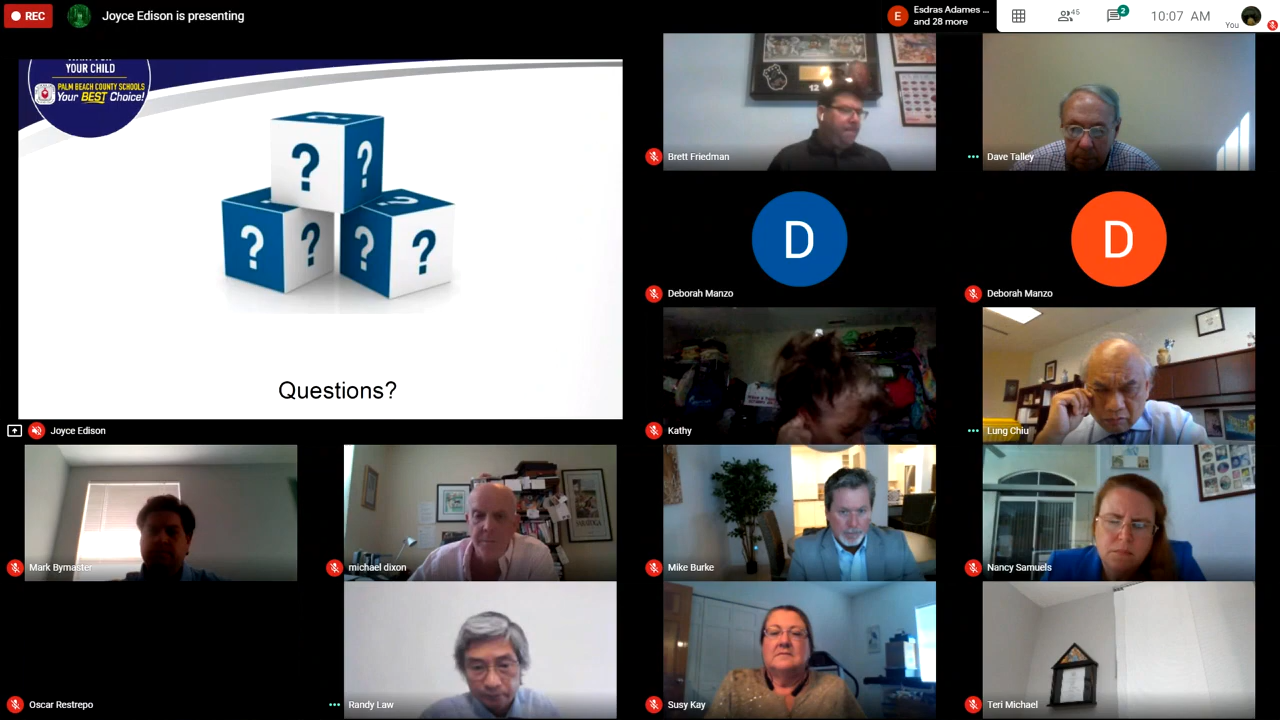 REC
Joyce Edison is presenting
Esdras Adames ...
and 28 more
45
2
10:07 AM
You
YOUR CHILD
PALM BEACH COUNTY SCHOOLS
Your BEST Choice!
?
?
?
?
?
?
Questions?
12
Brett Friedman
Dave Talley
D
D
Deborah Manzo
Deborah Manzo
Joyce Edison
Kathy
Lung Chiu
SARATOGA
Mark Bymaster
michael dixon
Mike Burke
Nancy Samuels
Oscar Restrepo
Randy Law
Susy Kay
Teri Michael